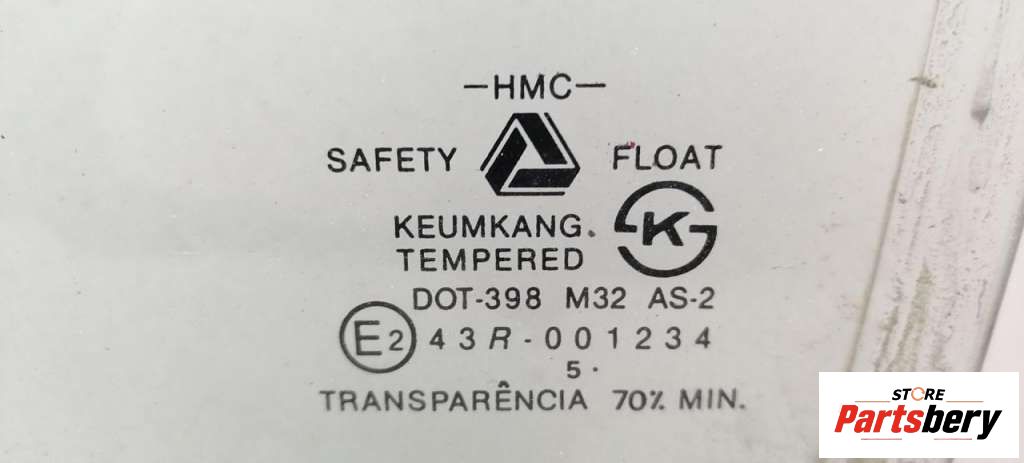 -HMC-
SAFETY FLOAT
KEUMKANG.
TEMPERED
K
DOT-398 M32 AS-2
E2 43R-001234
5.
TRANSPARÊNCIA 70% MIN.
STORE
Partsbery